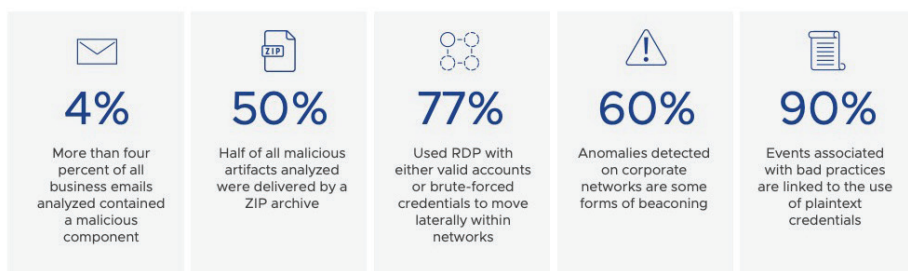 4%
More than four
percent of all
business emails
analyzed contained
a malicious
component
ZIP
50%
Half of all malicious
artifacts analyzed
were delivered by a
ZIP archive
77%
Used RDP with
either valid accounts
or brute-forced
credentials to move
laterally within
networks
60%
Anomalies detected
on corporate
networks are some
forms of beaconing
90%
Events associated
with bad practices
are linked to the use
of plaintext
credentials